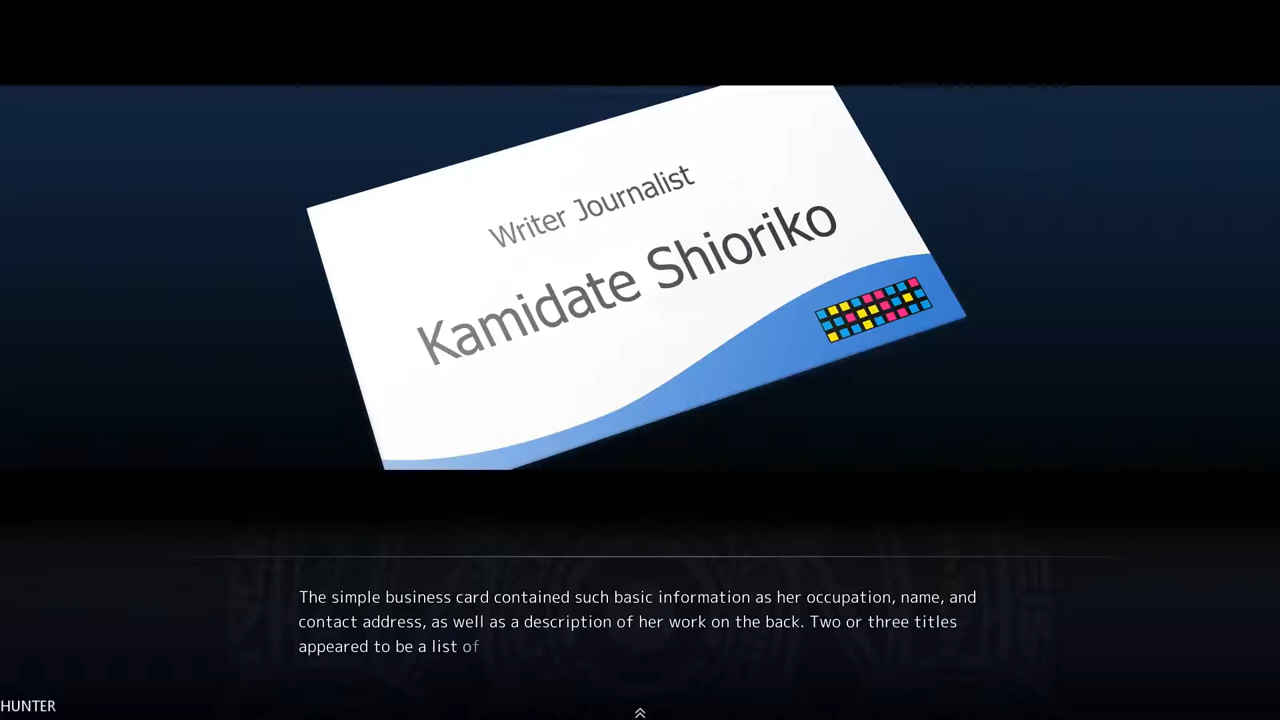 Writer Journalist
Kamidate Shioriko
The simple business card contained such basic information as her occupation, name, and
contact address, as well as a description of her work on the back. Two or three titles
appeared to be a list of
HUNTER